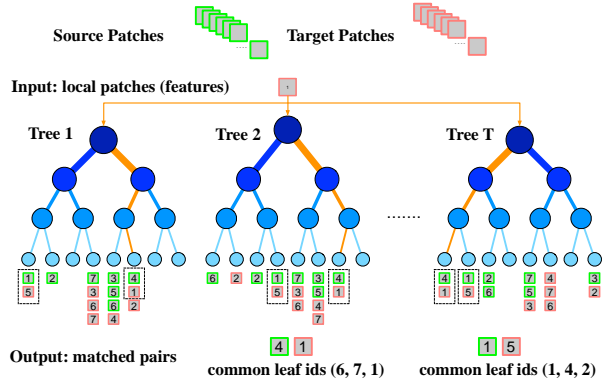 Source Patches
Target Patches
.....
.....
Input: local patches (features)
1
Tree 1
Tree 2
Tree T
.......
1 2 7 3 4 6 2 2 1 7 3 4 4 1 2 5 7 3
5 3 5 1 5 3 5 1 1 5 6 7 3 2
6 6 2 6 4 5 6
7 4 7
Output: matched pairs
4 1
1 5
common leaf ids (6, 7, 1)
common leaf ids (1, 4, 2)